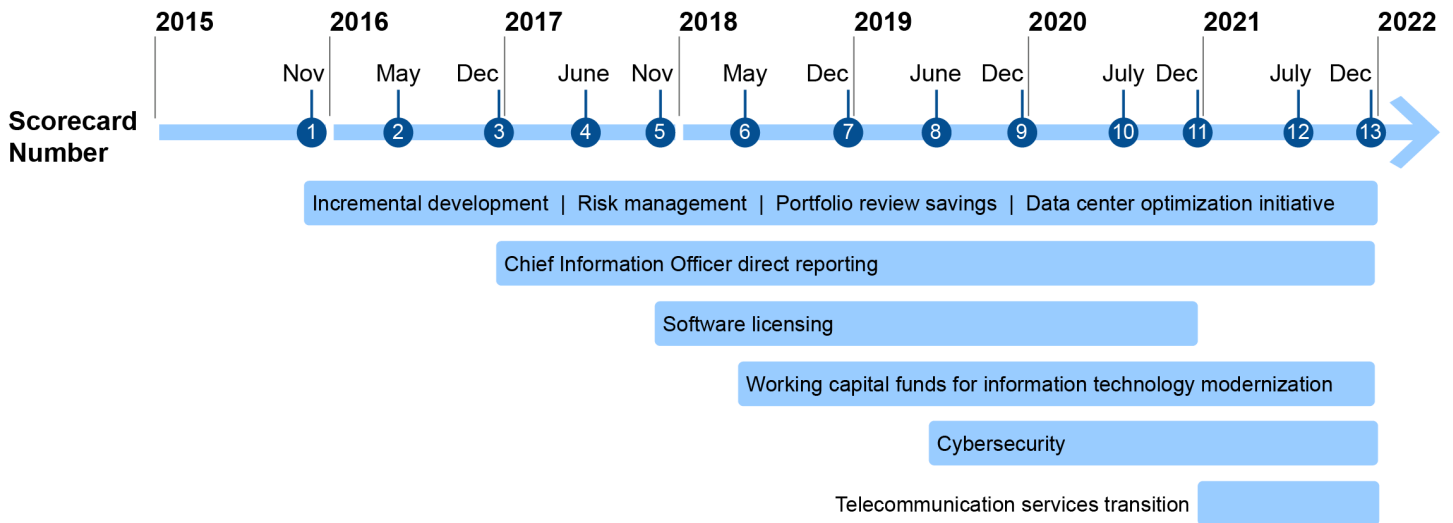 2015 2016 2017 2018 2019 2020 2021 2022
Nov May Dec June Nov May Dec June Dec July Dec July Dec
Scorecard
Number
1 2 3 4 5 6 7 8 9 10 11 12 13
Incremental development | Risk management | Portfolio review savings | Data center optimization initiative
Chief Information Officer direct reporting
Software licensing
Working capital funds for information technology modernization
Cybersecurity
Telecommunication services transition